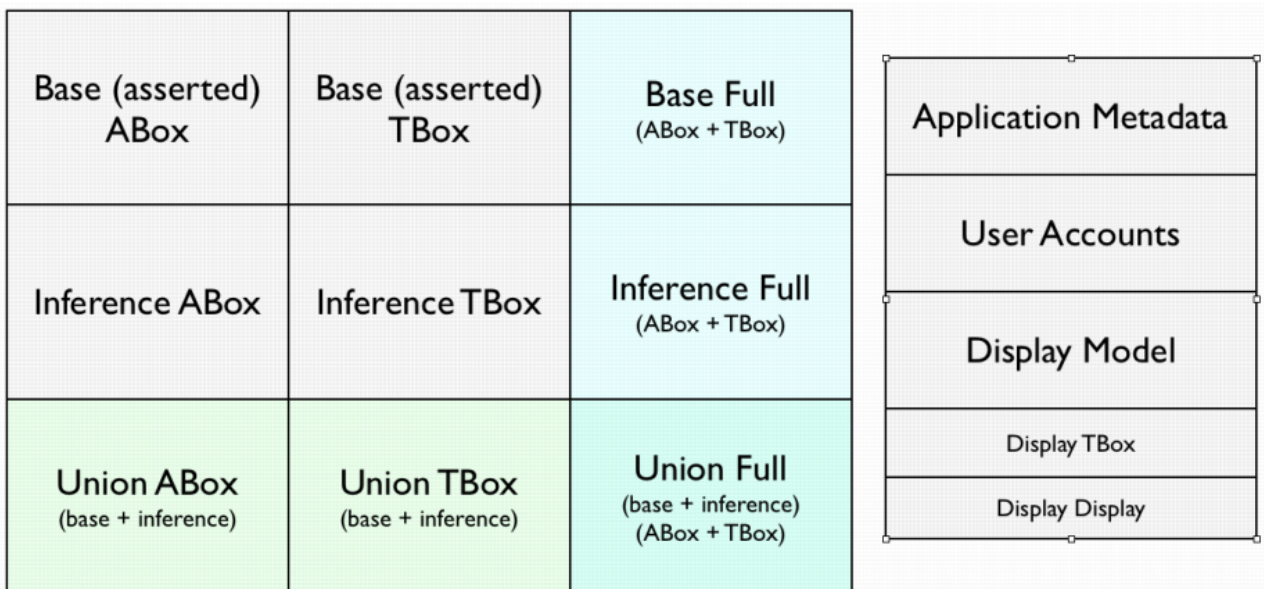 Base (asserted)
ABox
Base (asserted)
TBox
Base Full
(ABox + TBox)
Inference ABox
Inference TBox
Inference Full
(ABox + TBox)
Union ABox
(base + inference)
Union TBox
(base + inference)
Union Full
(base + inference)
(ABox + TBox)
Application Metadata
User Accounts
Display Model
Display TBox
Display Display